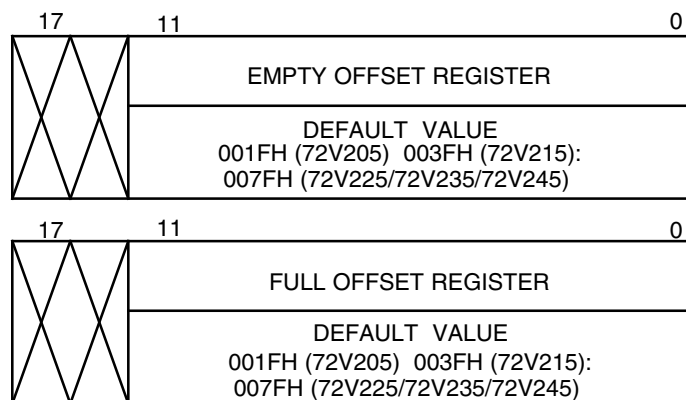 17 11 0
EMPTY OFFSET REGISTER
DEFAULT VALUE
001FH (72V205) 003FH (72V215):
007FH (72V225/72V235/72V245)
17 11 0
FULL OFFSET REGISTER
DEFAULT VALUE
001FH (72V205) 003FH (72V215):
007FH (72V225/72V235/72V245)